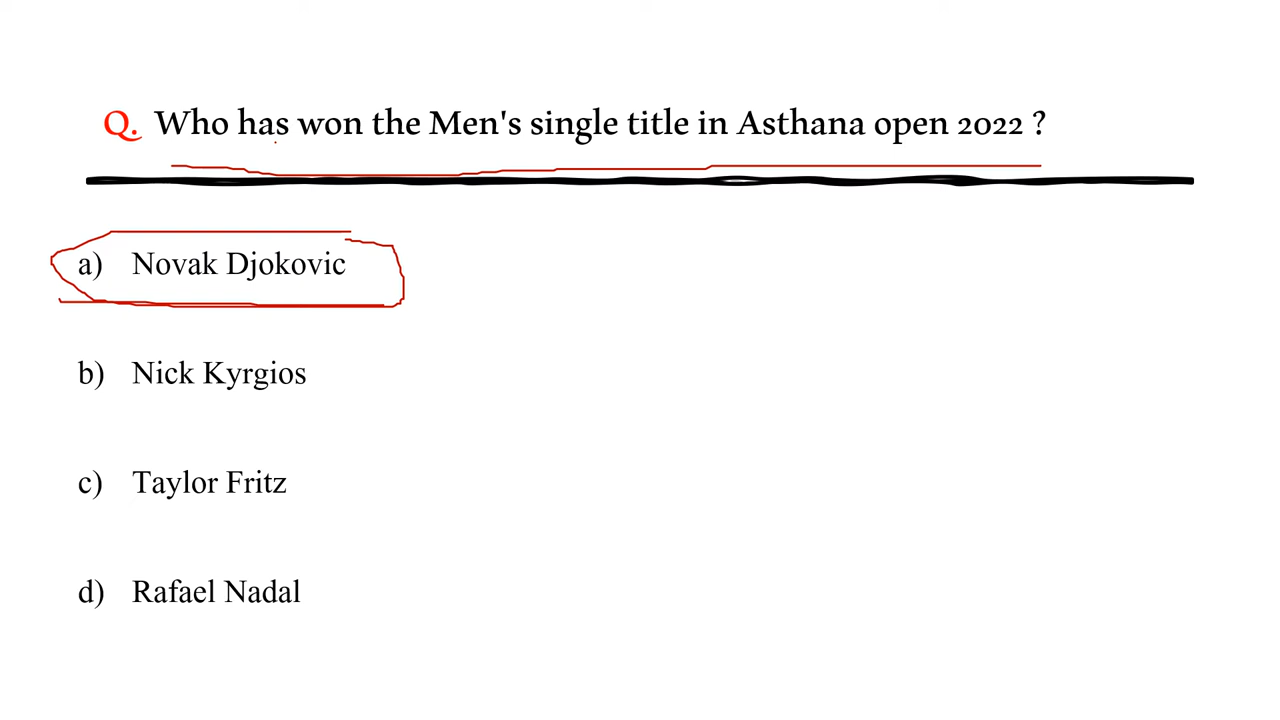 Q. Who has won the Men's single title in Asthana open 2022 ?
a) Novak Djokovic
b) Nick Kyrgios
c) Taylor Fritz
d) Rafael Nadal